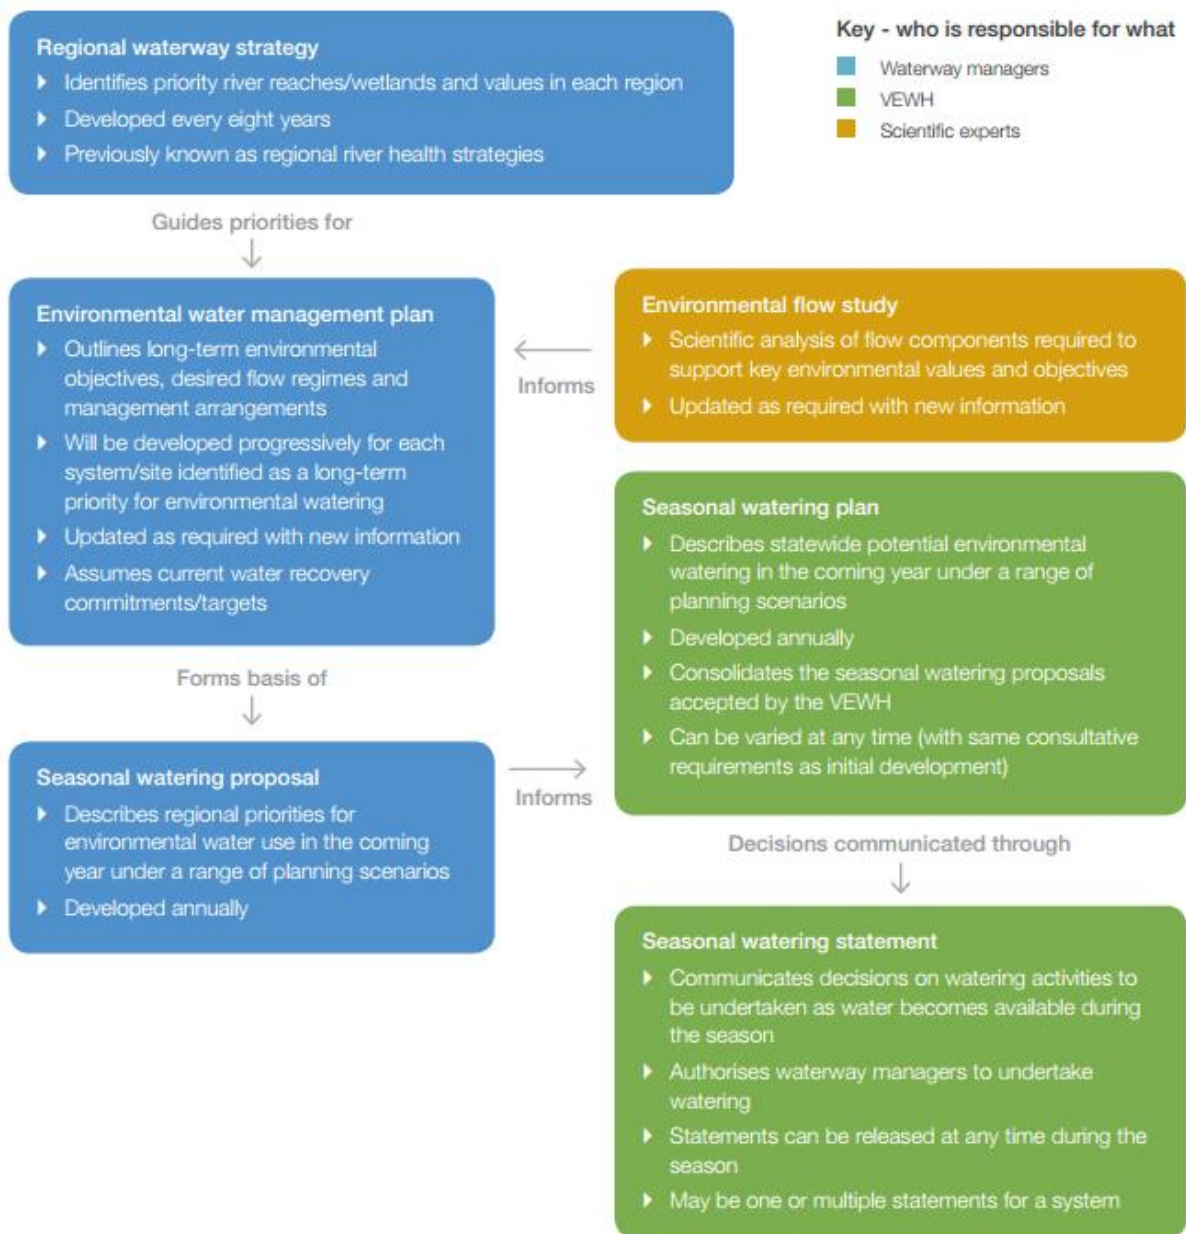 Regional waterway strategy
Identifies priority river reaches/wetlands and values in each region
Developed every eight years
Previously known as regional river health strategies
Key - who is responsible for what
Waterway managers
VEWH
Scientific experts
Guides priorities for
Environmental water management plan
Outlines long-term environmental
objectives, desired flow regimes and
management arrangements
Will be developed progressively for each
system/site identified as a long-term
priority for environmental watering
Updated as required with new information
Assumes current water recovery
commitments/targets
Informs
Environmental flow study
Scientific analysis of flow components required to
support key environmental values and objectives
Updated as required with new information
Forms basis of
Seasonal watering proposal
Describes regional priorities for
environmental water use in the coming
year under a range of planning scenarios
Developed annually
Informs
Seasonal watering plan
Describes statewide potential environmental
watering in the coming year under a range of
planning scenarios
Developed annually
Consolidates the seasonal watering proposals
accepted by the VEWH
Can be varied at any time (with same consultative
requirements as initial development)
Decisions communicated through
Seasonal watering statement
Communicates decisions on watering activities to
be undertaken as water becomes available during
the season
Authorises waterway managers to undertake
watering
Statements can be released at any time during the
season
May be one or multiple statements for a system